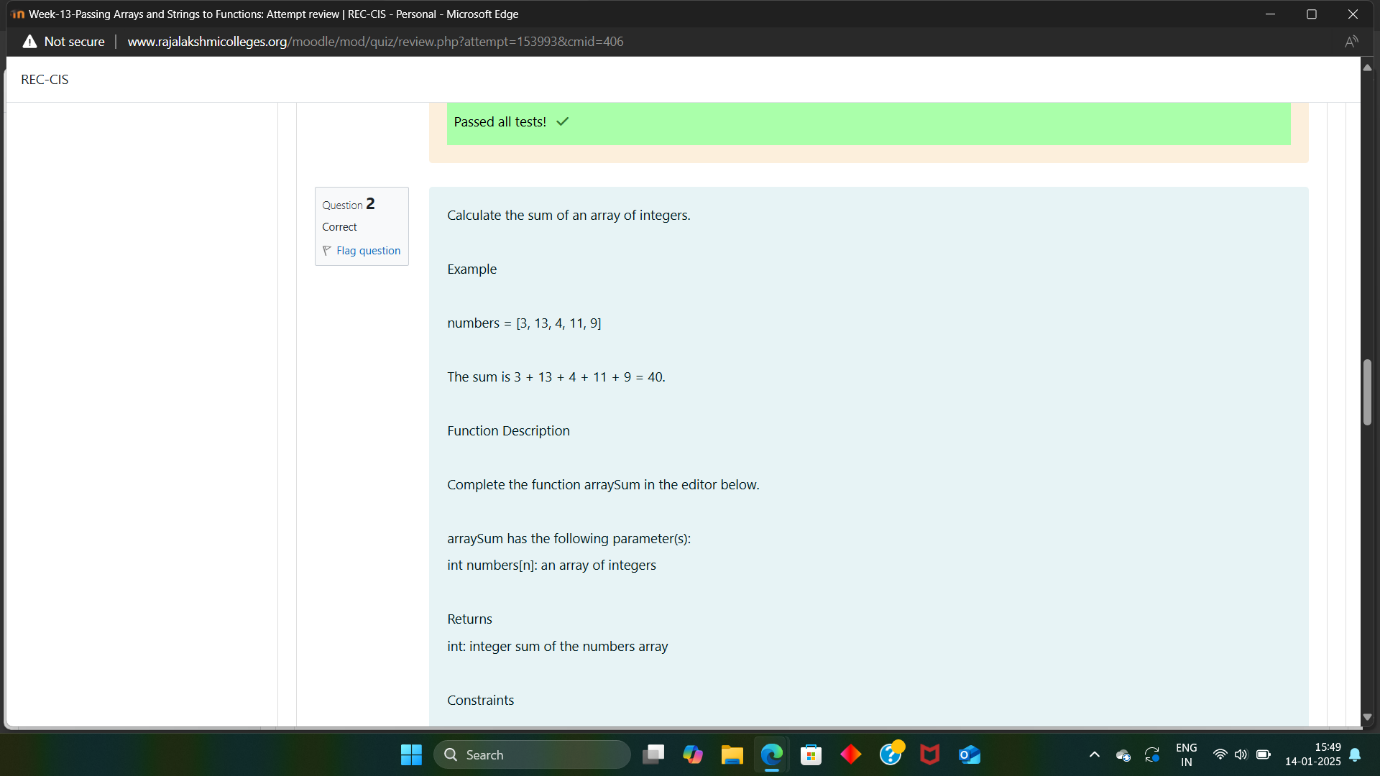 Week-13-Passing Arrays and Strings to Functions: Attempt review | REC-CIS - Personal - Microsoft Edge
Not secure | www.rajalakshmicolleges.org/moodle/mod/quiz/review.php?attempt=153993&cmid=406
REC-CIS
Passed all tests!
Question 2
Correct
Flag question
Calculate the sum of an array of integers.
Example
numbers = [3, 13, 4, 11, 9]
The sum is 3 + 13 + 4 + 11 + 9 = 40.
Function Description
Complete the function arraySum in the editor below.
arraySum has the following parameter(s):
int numbers[n]: an array of integers
Returns
int: integer sum of the numbers array
Constraints
Search
ENG
IN
15:49
14-01-2025